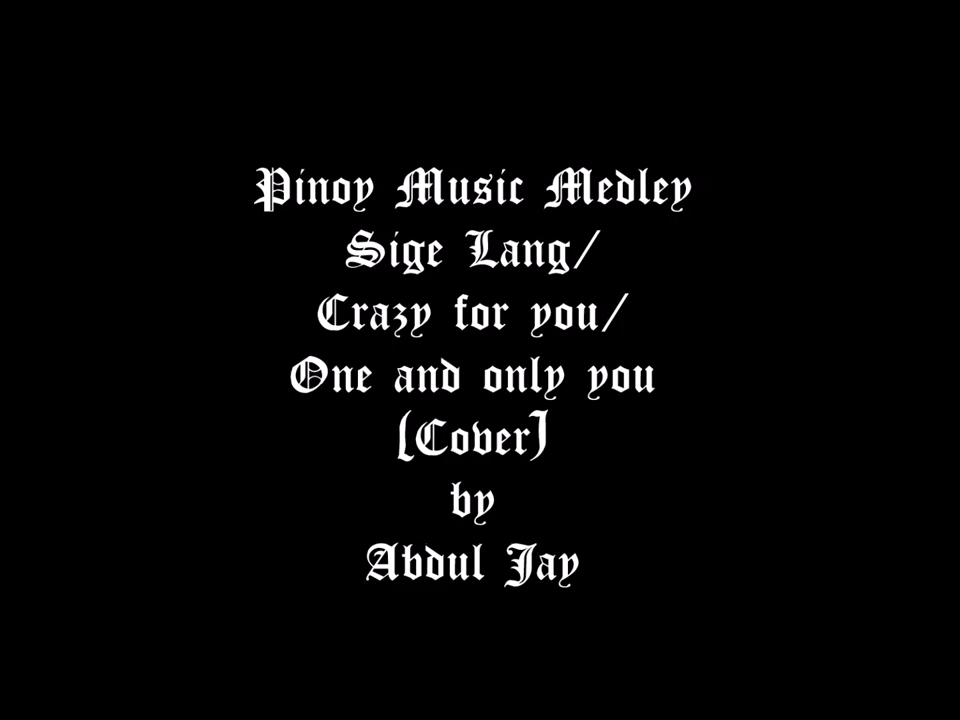 Pinoy Music Medley
Sige Lang/
Crazy for you/
One and only you
(Cover)
by
Abdul Jay